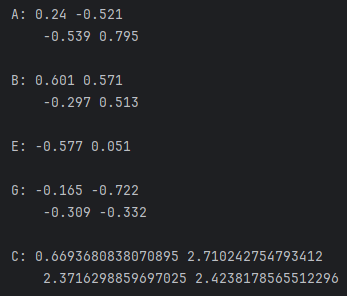 A: 0.24 -0.521
-0.539 0.795
B: 0.601 0.571
-0.297 0.513
E: -0.577 0.051
G: -0.165 -0.722
-0.309 -0.332
C: 0.6693680838070895 2.710242754793412
2.3716298859697025 2.4238178565512296